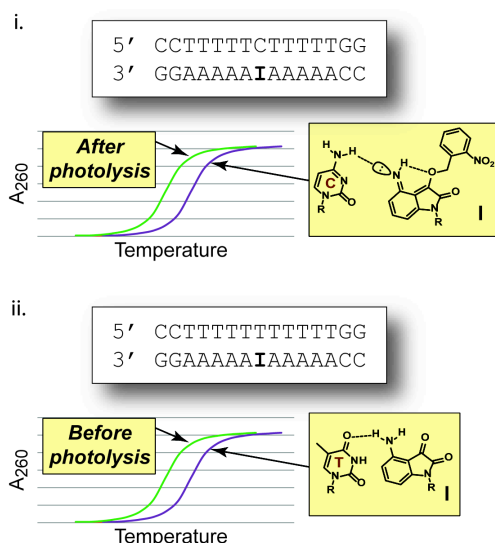 i.
5′ CCTTTTTCTTTTTGG
3′ GGAAAAAIAAAAACC
After
photolysis
A260
Temperature
H
N
H
C
N
N
O
R
H
N
O
O
N
R
NO2
I
ii.
5′ CCTTTTTTTTTTTGG
3′ GGAAAAAIAAAAACC
Before
photolysis
A260
Temperature
O
T
NH
N
O
R
H
N
H
O
O
N
R
I